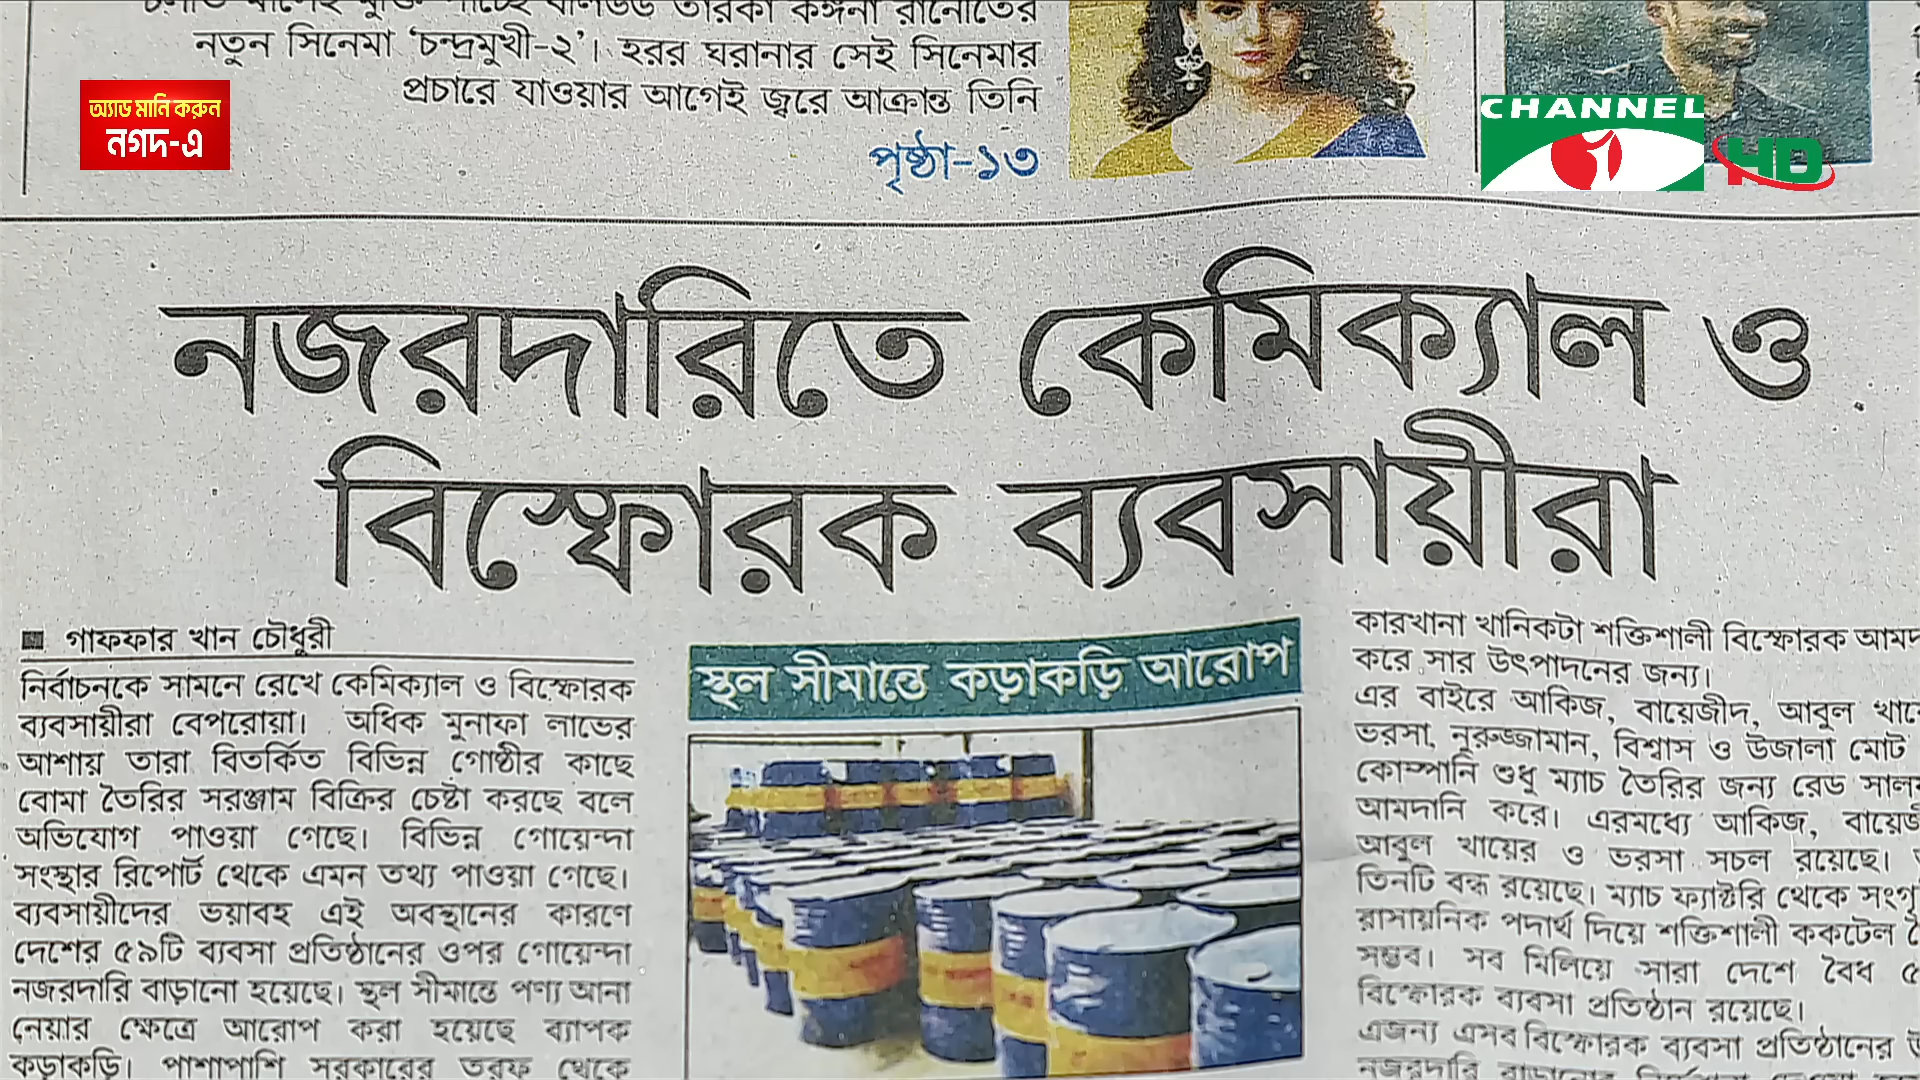 নতুন সিনেমা ‘চন্দ্রমুখী-২’। হরর ঘরানার সেই সিনেমার
প্রচারে যাওয়ার আগেই জ্বরে আক্রান্ত তিনি
পৃষ্ঠা-১৩
অ্যাড মানি করুন
নগদ-এ
CHANNEL
HD
নজরদারিতে কেমিক্যাল ও
বিস্ফোরক ব্যবসায়ীরা
■ গাফফার খান চৌধুরী
নির্বাচনকে সামনে রেখে কেমিক্যাল ও বিস্ফোরক
ব্যবসায়ীরা বেপরোয়া। অধিক মুনাফা লাভের
আশায় তারা বিতর্কিত বিভিন্ন গোষ্ঠীর কাছে
বোমা তৈরির সরঞ্জাম বিক্রির চেষ্টা করছে বলে
অভিযোগ পাওয়া গেছে। বিভিন্ন গোয়েন্দা
সংস্থার রিপোর্ট থেকে এমন তথ্য পাওয়া গেছে।
ব্যবসায়ীদের ভয়াবহ এই অবস্থানের কারণে
দেশের ৫৯টি ব্যবসা প্রতিষ্ঠানের ওপর গোয়েন্দা
নজরদারি বাড়ানো হয়েছে। স্থল সীমান্তে পণ্য আনা
নেয়ার ক্ষেত্রে আরোপ করা হয়েছে ব্যাপক
কড়াকড়ি। পাশাপাশি সরকারের তরফ থেকে
স্থল সীমান্তে কড়াকড়ি আরোপ
কারখানা খানিকটা শক্তিশালী বিস্ফোরক
করে সার উৎপাদনের জন্য।
এর বাইরে আকিজ, বায়েজীদ, আবুল
ভরসা, নূরুজ্জামান, বিশ্বাস ও উজালা মোট
কোম্পানি শুধু ম্যাচ তৈরির জন্য রেড
আমদানি করে। এরমধ্যে আকিজ,
আবুল খায়ের ও ভরসা সচল রয়েছে।
তিনটি বন্ধ রয়েছে। ম্যাচ ফ্যাক্টরি থেকে
রাসায়নিক পদার্থ দিয়ে শক্তিশালী ককটেল
সম্ভব। সব মিলিয়ে সারা দেশে বৈধ
বিস্ফোরক ব্যবসা প্রতিষ্ঠান রয়েছে।
এজন্য এসব বিস্ফোরক ব্যবসা প্রতিষ্ঠানের